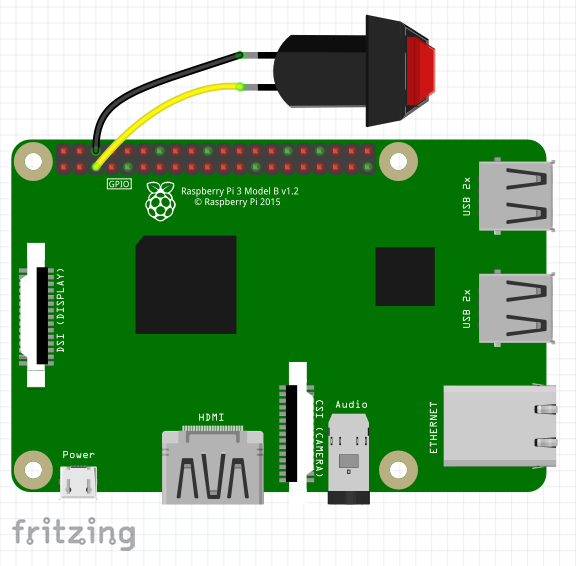 GPIO
Raspberry Pi 3 Model B v1.2
© Raspberry Pi 2015
USB 2x
DSI (DISPLAY)
USB 2x
HDMI
CSI (CAMERA)
Audio
ETHERNET
Power
fritzing